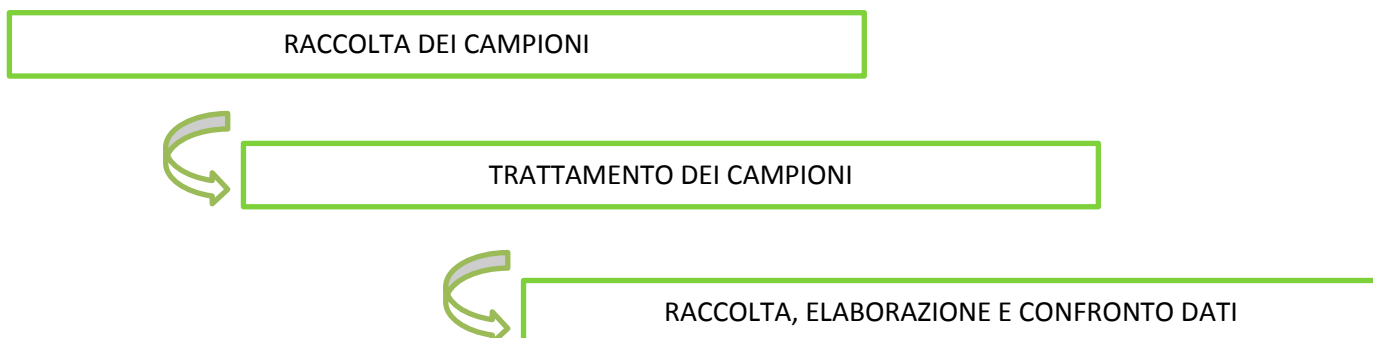 RACCOLTA DEI CAMPIONI
TRATTAMENTO DEI CAMPIONI
RACCOLTA, ELABORAZIONE E CONFRONTO DATI